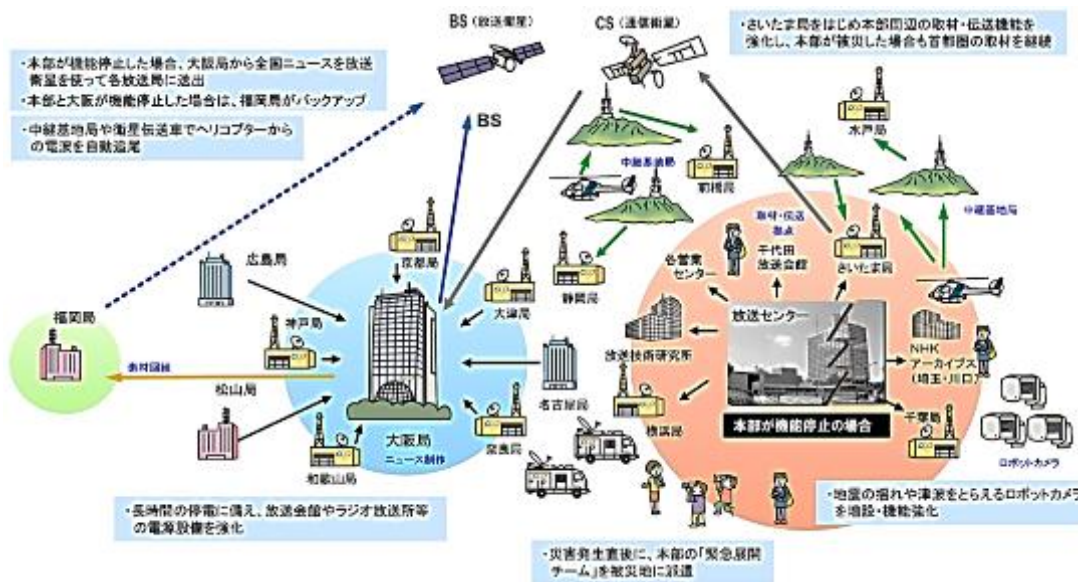 BS（放送衛星）
CS（通信衛星）
・さいたま局をはじめ本部周辺の取材・伝送機能を
強化し、本部が被災した場合も首都圏の取材を継続
・本部が機能停止した場合、大阪局から全国ニュースを放送
衛星を使って各放送局に送出
・本部と大阪が機能停止した場合は、福岡局がバックアップ
・中継基地局や衛星伝送車でヘリコプターから
の電波を自動追尾
BS
水戸局
中継基地局
前橋局
中継基地局
取材・伝送
拠点
京都局
千代田
放送会館
さいたま局
各営業
センター
広島局
静岡局
大津局
福岡局
放送センター
神戸局
放送技術研究所
NHK
アーカイブス
（埼玉・川口）
素材回線
松山局
名古屋局
横浜局
千葉局
本部が機能停止の場合
大阪局
ニュース制作
奈良局
ロボットカメラ
和歌山局
・長時間の停電に備え、放送会館やラジオ放送所等
の電源設備を強化
・地震の揺れや津波をとらえるロボットカメラ
を増設・機能強化
・災害発生直後に、本部の「緊急展開
チーム」を被災地に派遣